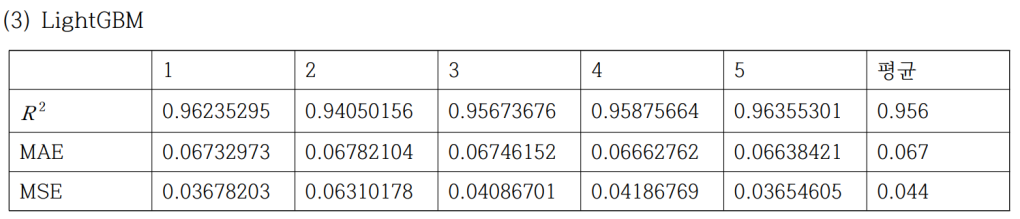 (3) LightGBM
1 2 3 4 5 평균
R² 0.96235295 0.94050156 0.95673676 0.95875664 0.96355301 0.956
MAE 0.06732973 0.06782104 0.06746152 0.06662762 0.06638421 0.067
MSE 0.03678203 0.06310178 0.04086701 0.04186769 0.03654605 0.044